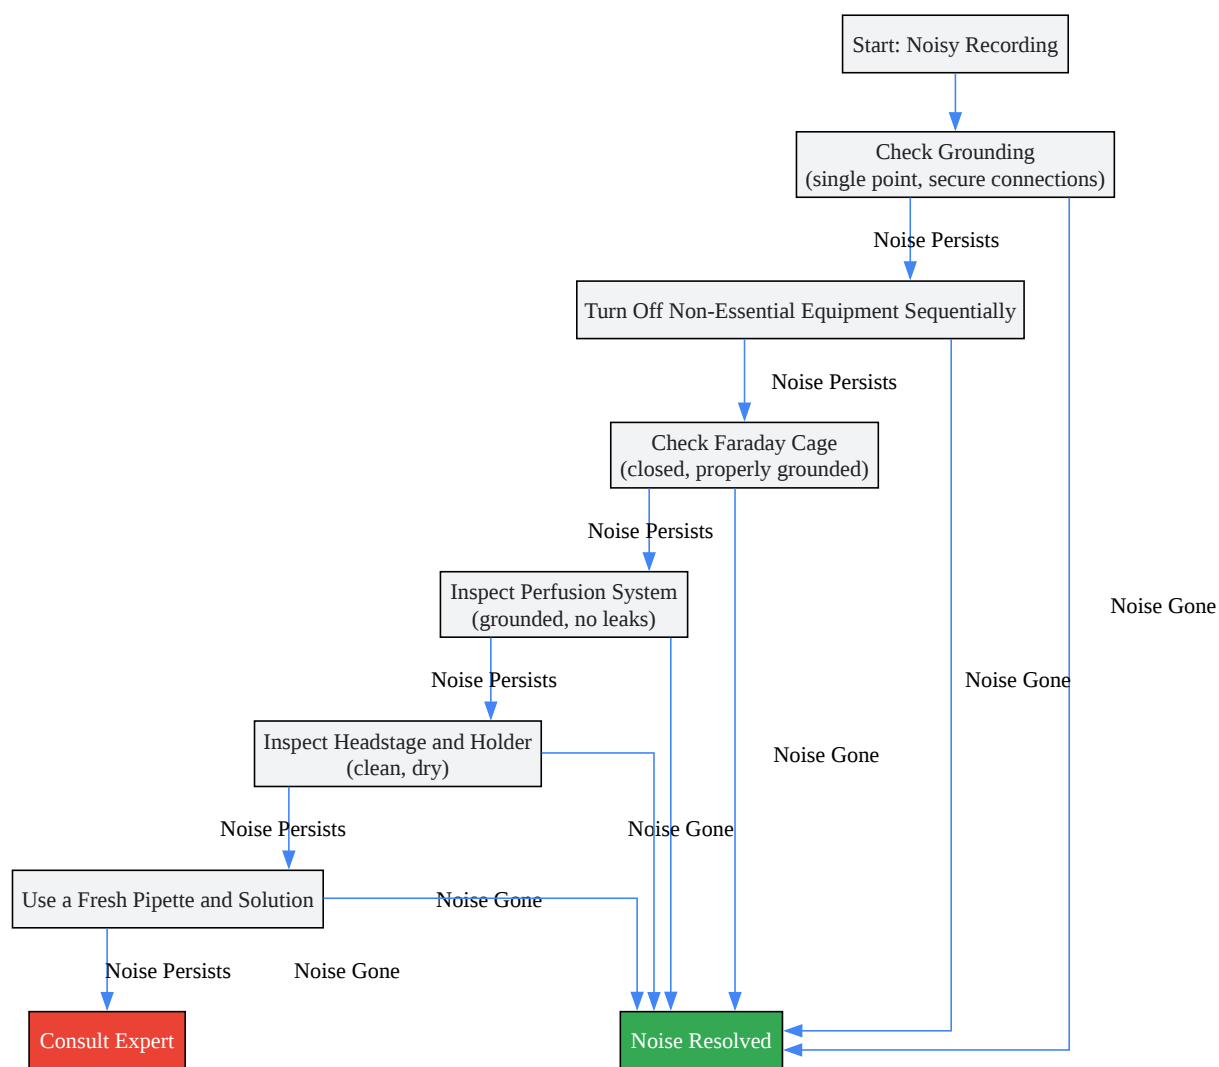 Start: Noisy Recording
Check Grounding
(single point, secure connections)
Noise Persists
Turn Off Non-Essential Equipment Sequentially
Noise Persists
Check Faraday Cage
(closed, properly grounded)
Noise Persists
Inspect Perfusion System
(grounded, no leaks)
Noise Gone
Noise Persists
Noise Gone
Inspect Headstage and Holder
(clean, dry)
Noise Gone
Noise Persists
Noise Gone
Use a Fresh Pipette and Solution
Noise Gone
Noise Persists
Noise Gone
Consult Expert
Noise Resolved